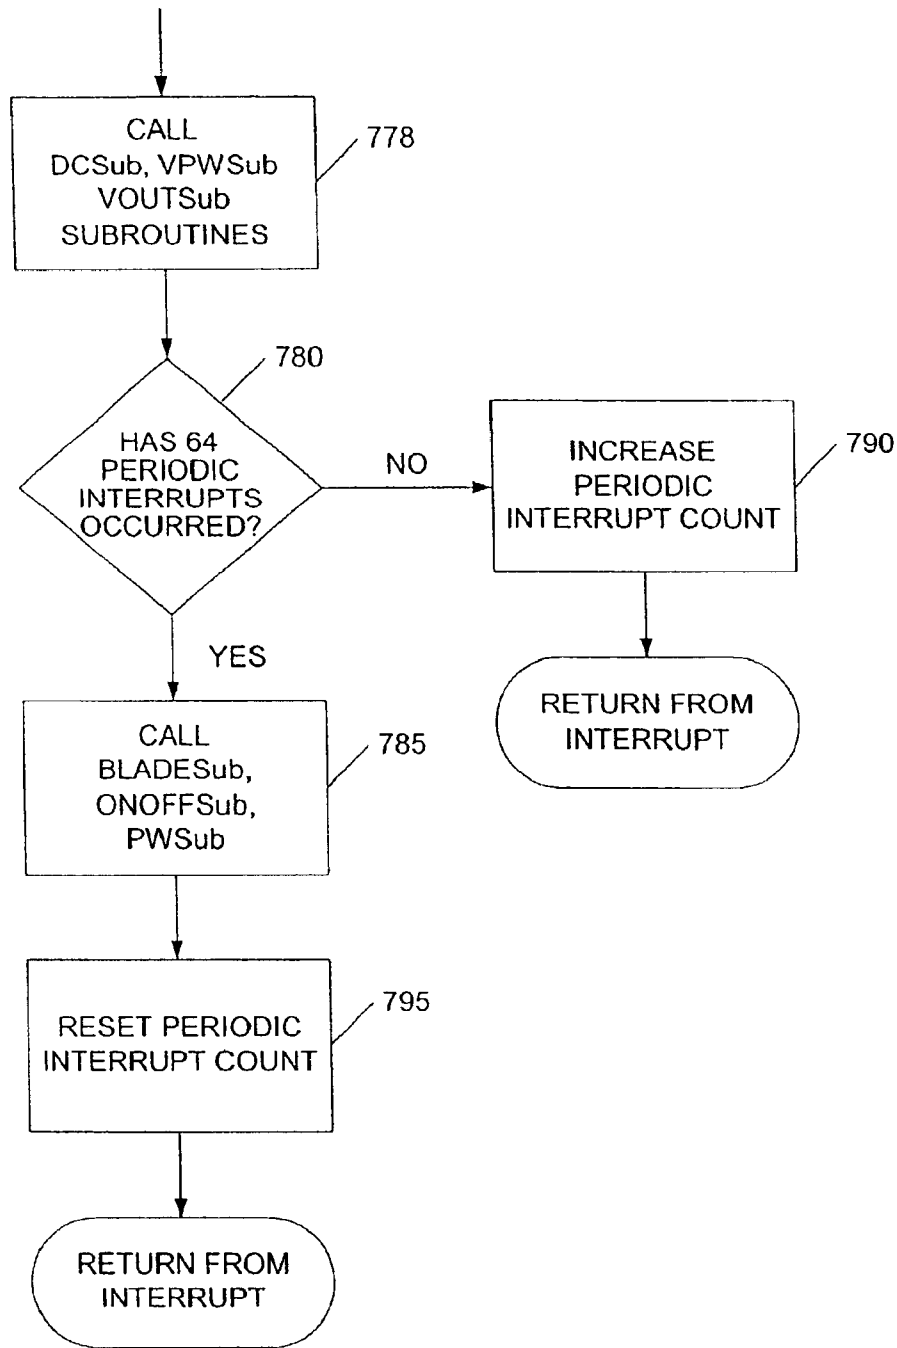 CALL
DCSub, VPWSub
VOUTSub
SUBROUTINES
778
780
HAS 64
PERIODIC
INTERRUPTS
OCCURRED?
NO
INCREASE
PERIODIC
INTERRUPT COUNT
790
RETURN FROM
INTERRUPT
YES
CALL
BLADESub,
ONOFFSub,
PWSub
785
RESET PERIODIC
INTERRUPT COUNT
795
RETURN FROM
INTERRUPT